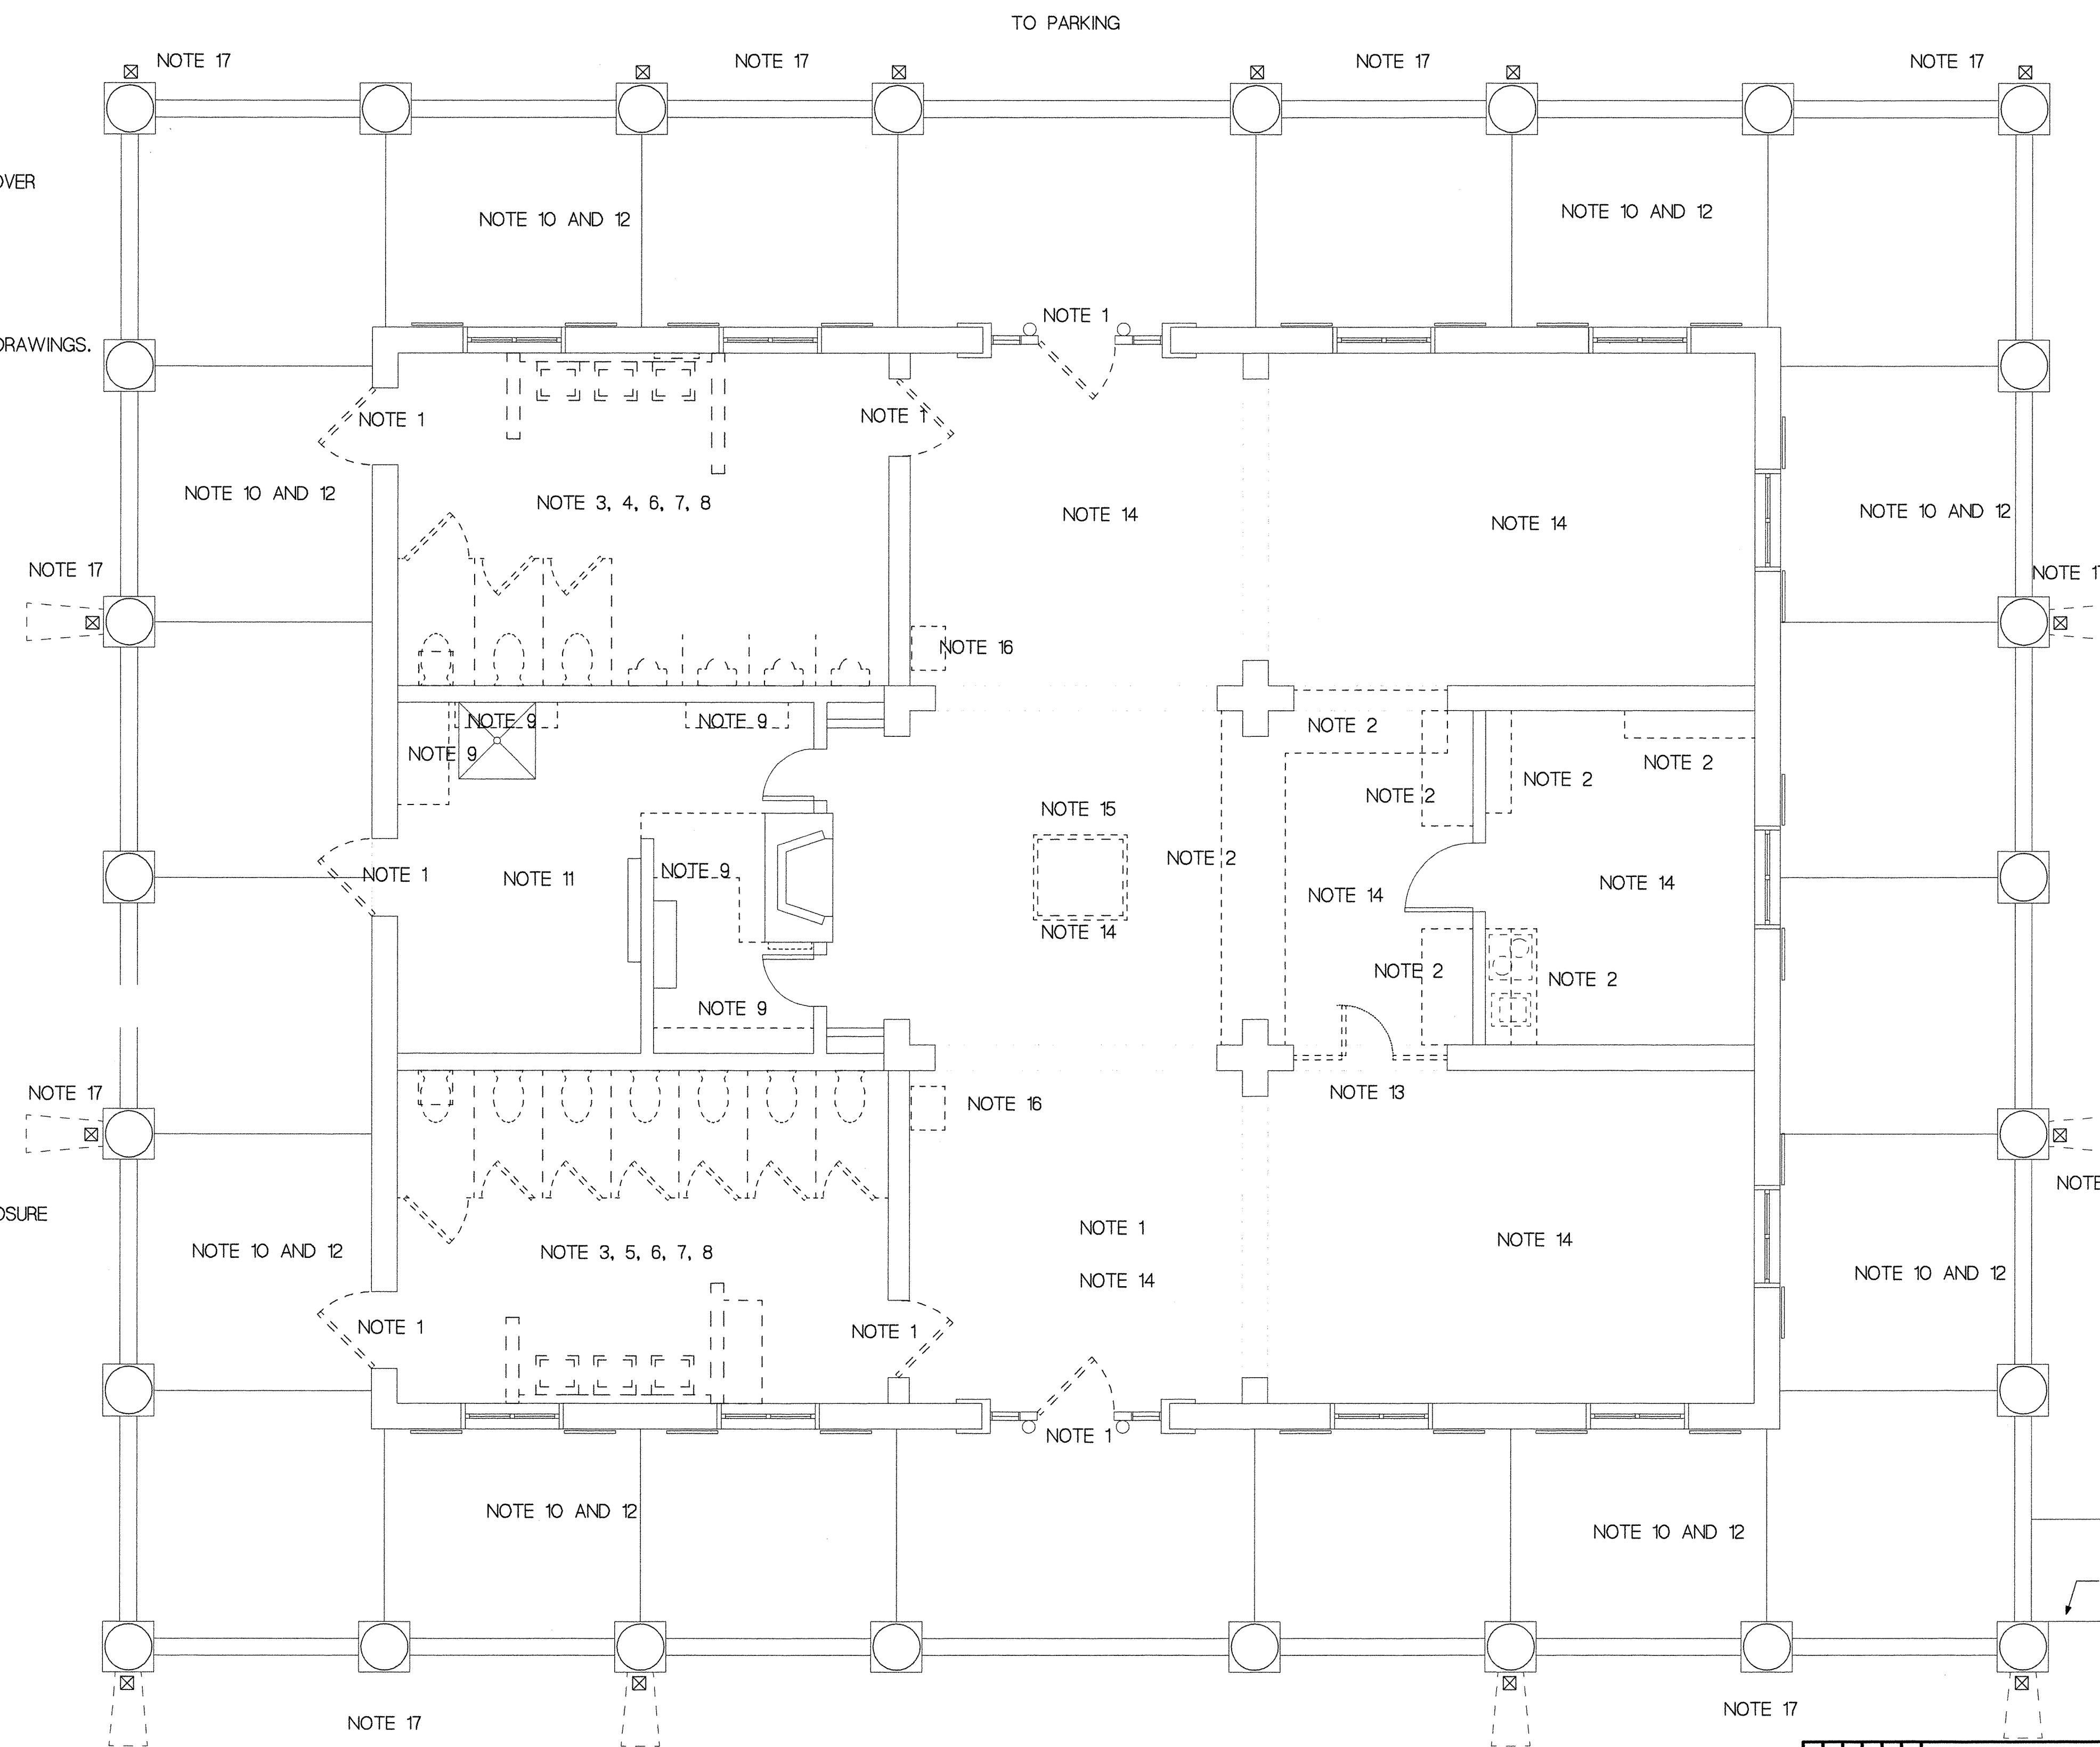 TO PARKING
NOTE 17
NOTE 17
NOTE 17
NOTE 17
OVER
NOTE 10 AND 12
NOTE 10 AND 12
NOTE 1
DRAWINGS.
NOTE 1
NOTE 1
NOTE 10 AND 12
NOTE 3, 4, 6, 7, 8
NOTE 14
NOTE 14
NOTE 10 AND 12
NOTE 17
NOTE 17
NOTE 16
NOTE 9
NOTE 9
NOTE 2
NOTE 9
NOTE 2
NOTE 2
NOTE 2
NOTE 15
NOTE 2
NOTE 1
NOTE 11
NOTE 9
NOTE 14
NOTE 14
NOTE 14
NOTE 2
NOTE 2
NOTE 9
NOTE 17
NOTE 16
NOTE 13
NOTE
OSURE
NOTE 10 AND 12
NOTE 3, 5, 6, 7, 8
NOTE 1
NOTE 14
NOTE 14
NOTE 10 AND 12
NOTE 1
NOTE 1
NOTE 1
NOTE 10 AND 12
NOTE 10 AND 12
NOTE 17
NOTE 17